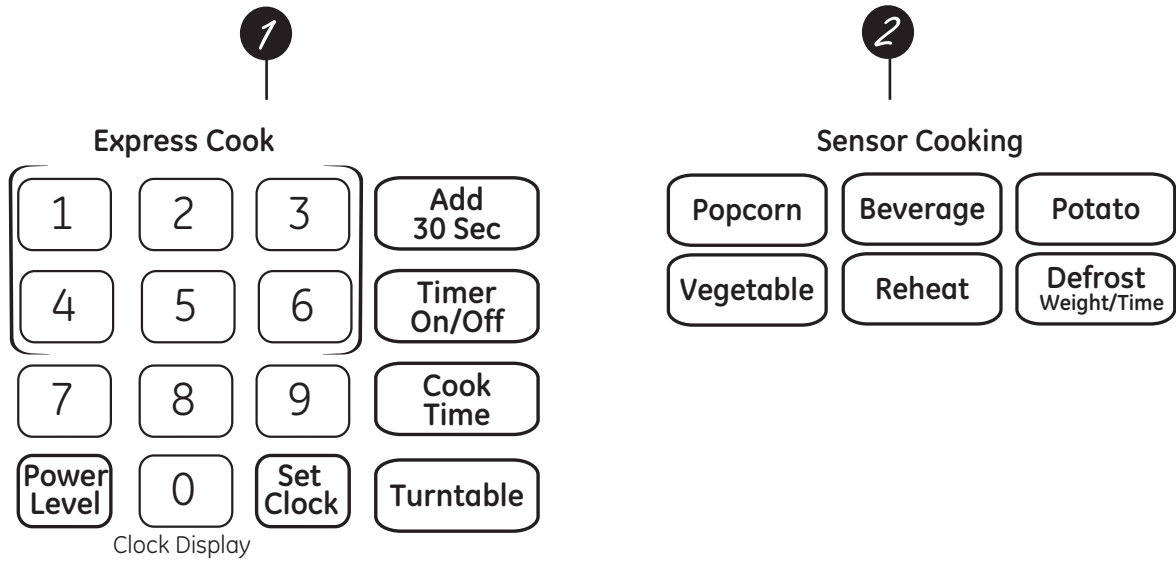 1
Express Cook
1 2 3 Add
30 Sec
4 5 6 Timer
On/Off
7 8 9 Cook
Time
Power
Level 0 Set
Clock Turntable
Clock Display
2
Sensor Cooking
Popcorn Beverage Potato
Vegetable Reheat Defrost
Weight/Time